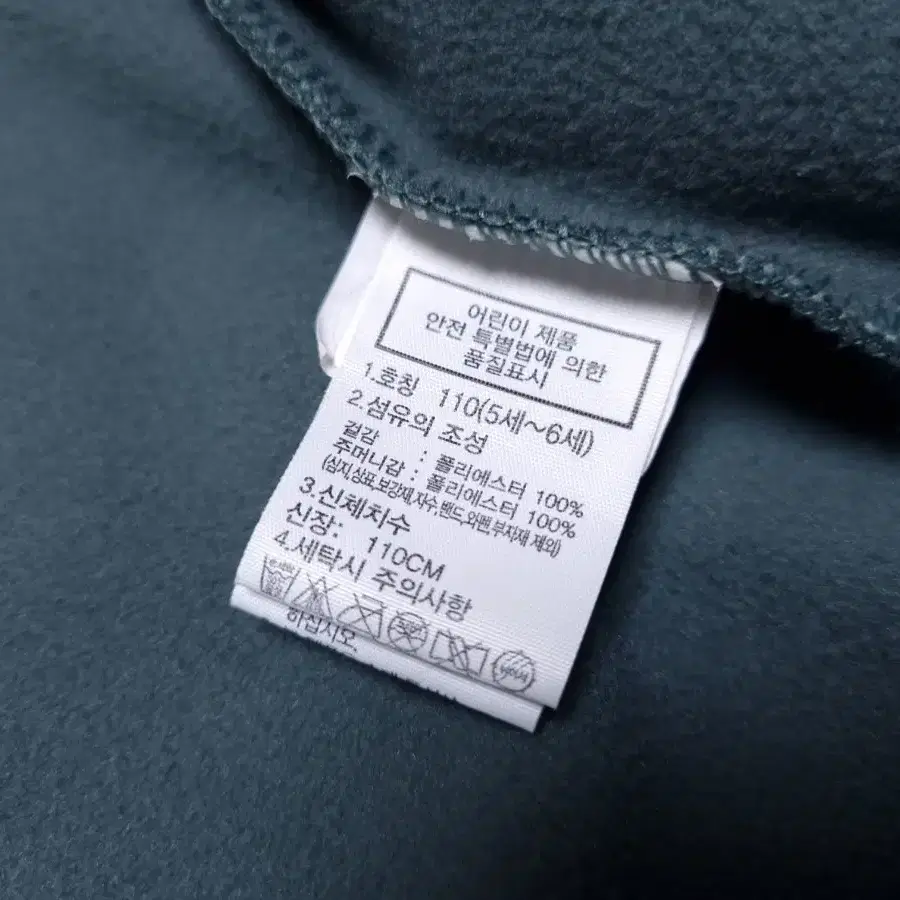 어린이 제품
안전 특별법에 의한
품질표시
1.호칭 110(5세~6세)
2.섬유의 조성
겉감 : 폴리에스터 100%
주머니감 : 폴리에스터 100%
(심지,상표,보강재,자수,밴드,와펜,부자재 제외)
3.신체치수
신장: 110CM
4.세탁시 주의사항
하십시오.